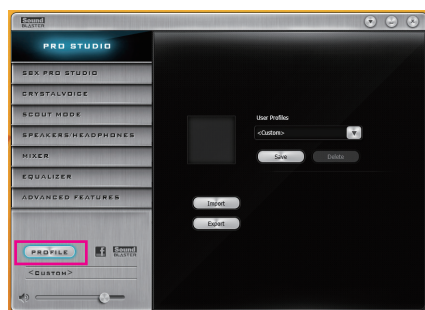 Sound
BLASTER
PRO STUDIO
SBX PRO STUDIO
CRYSTALVOICE
SCOUT MODE
SPEAKERS/HEADPHONES
MIXER
EQUALIZER
ADVANCED FEATURES
User Profiles
<Custom>
Save
Delete
Import
Export
PROFILE
f
Sound
BLASTER
<CUSTOM>